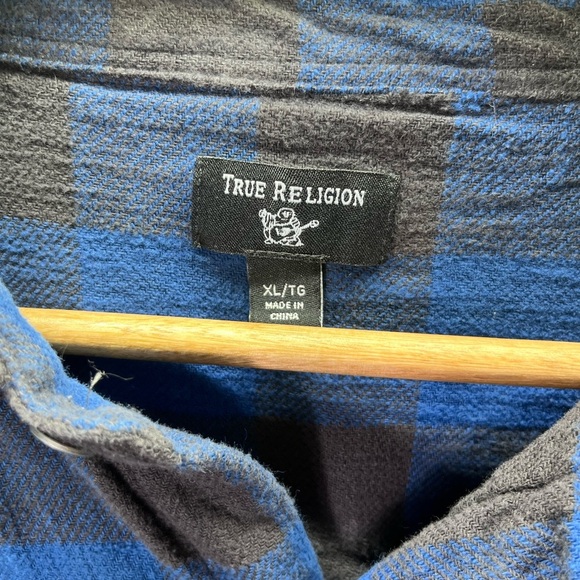 TRUE RELIGION
XL/TG
MADE IN
CHINA